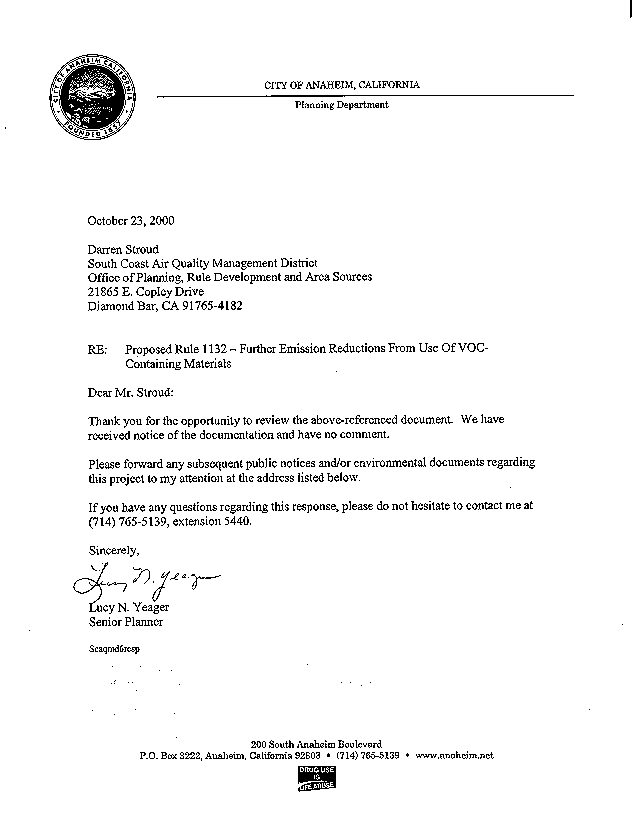 CITY OF ANAHEIM CALIFORNIA
FOUNDED 1857
CITY OF ANAHEIM, CALIFORNIA
Planning Department
October 23, 2000
Darren Stroud
South Coast Air Quality Management District
Office of Planning, Rule Development and Area Sources
21865 E. Copley Drive
Diamond Bar, CA 91765-4182
RE: Proposed Rule 1132 – Further Emission Reductions From Use Of VOC-
Containing Materials
Dear Mr. Stroud:
Thank you for the opportunity to review the above-referenced document. We have
received notice of the documentation and have no comment.
Please forward any subsequent public notices and/or environmental documents regarding
this project to my attention at the address listed below.
If you have any questions regarding this response, please do not hesitate to contact me at
(714) 765-5139, extension 5440.
Sincerely,
Lucy N. Yeager
Lucy N. Yeager
Senior Planner
Scaqmd6resp
200 South Anaheim Boulevard
P.O. Box 3222, Anaheim, California 92803 • (714) 765-5139 • www.anaheim.net
DRUG USE
IS
LIFE ABUSE